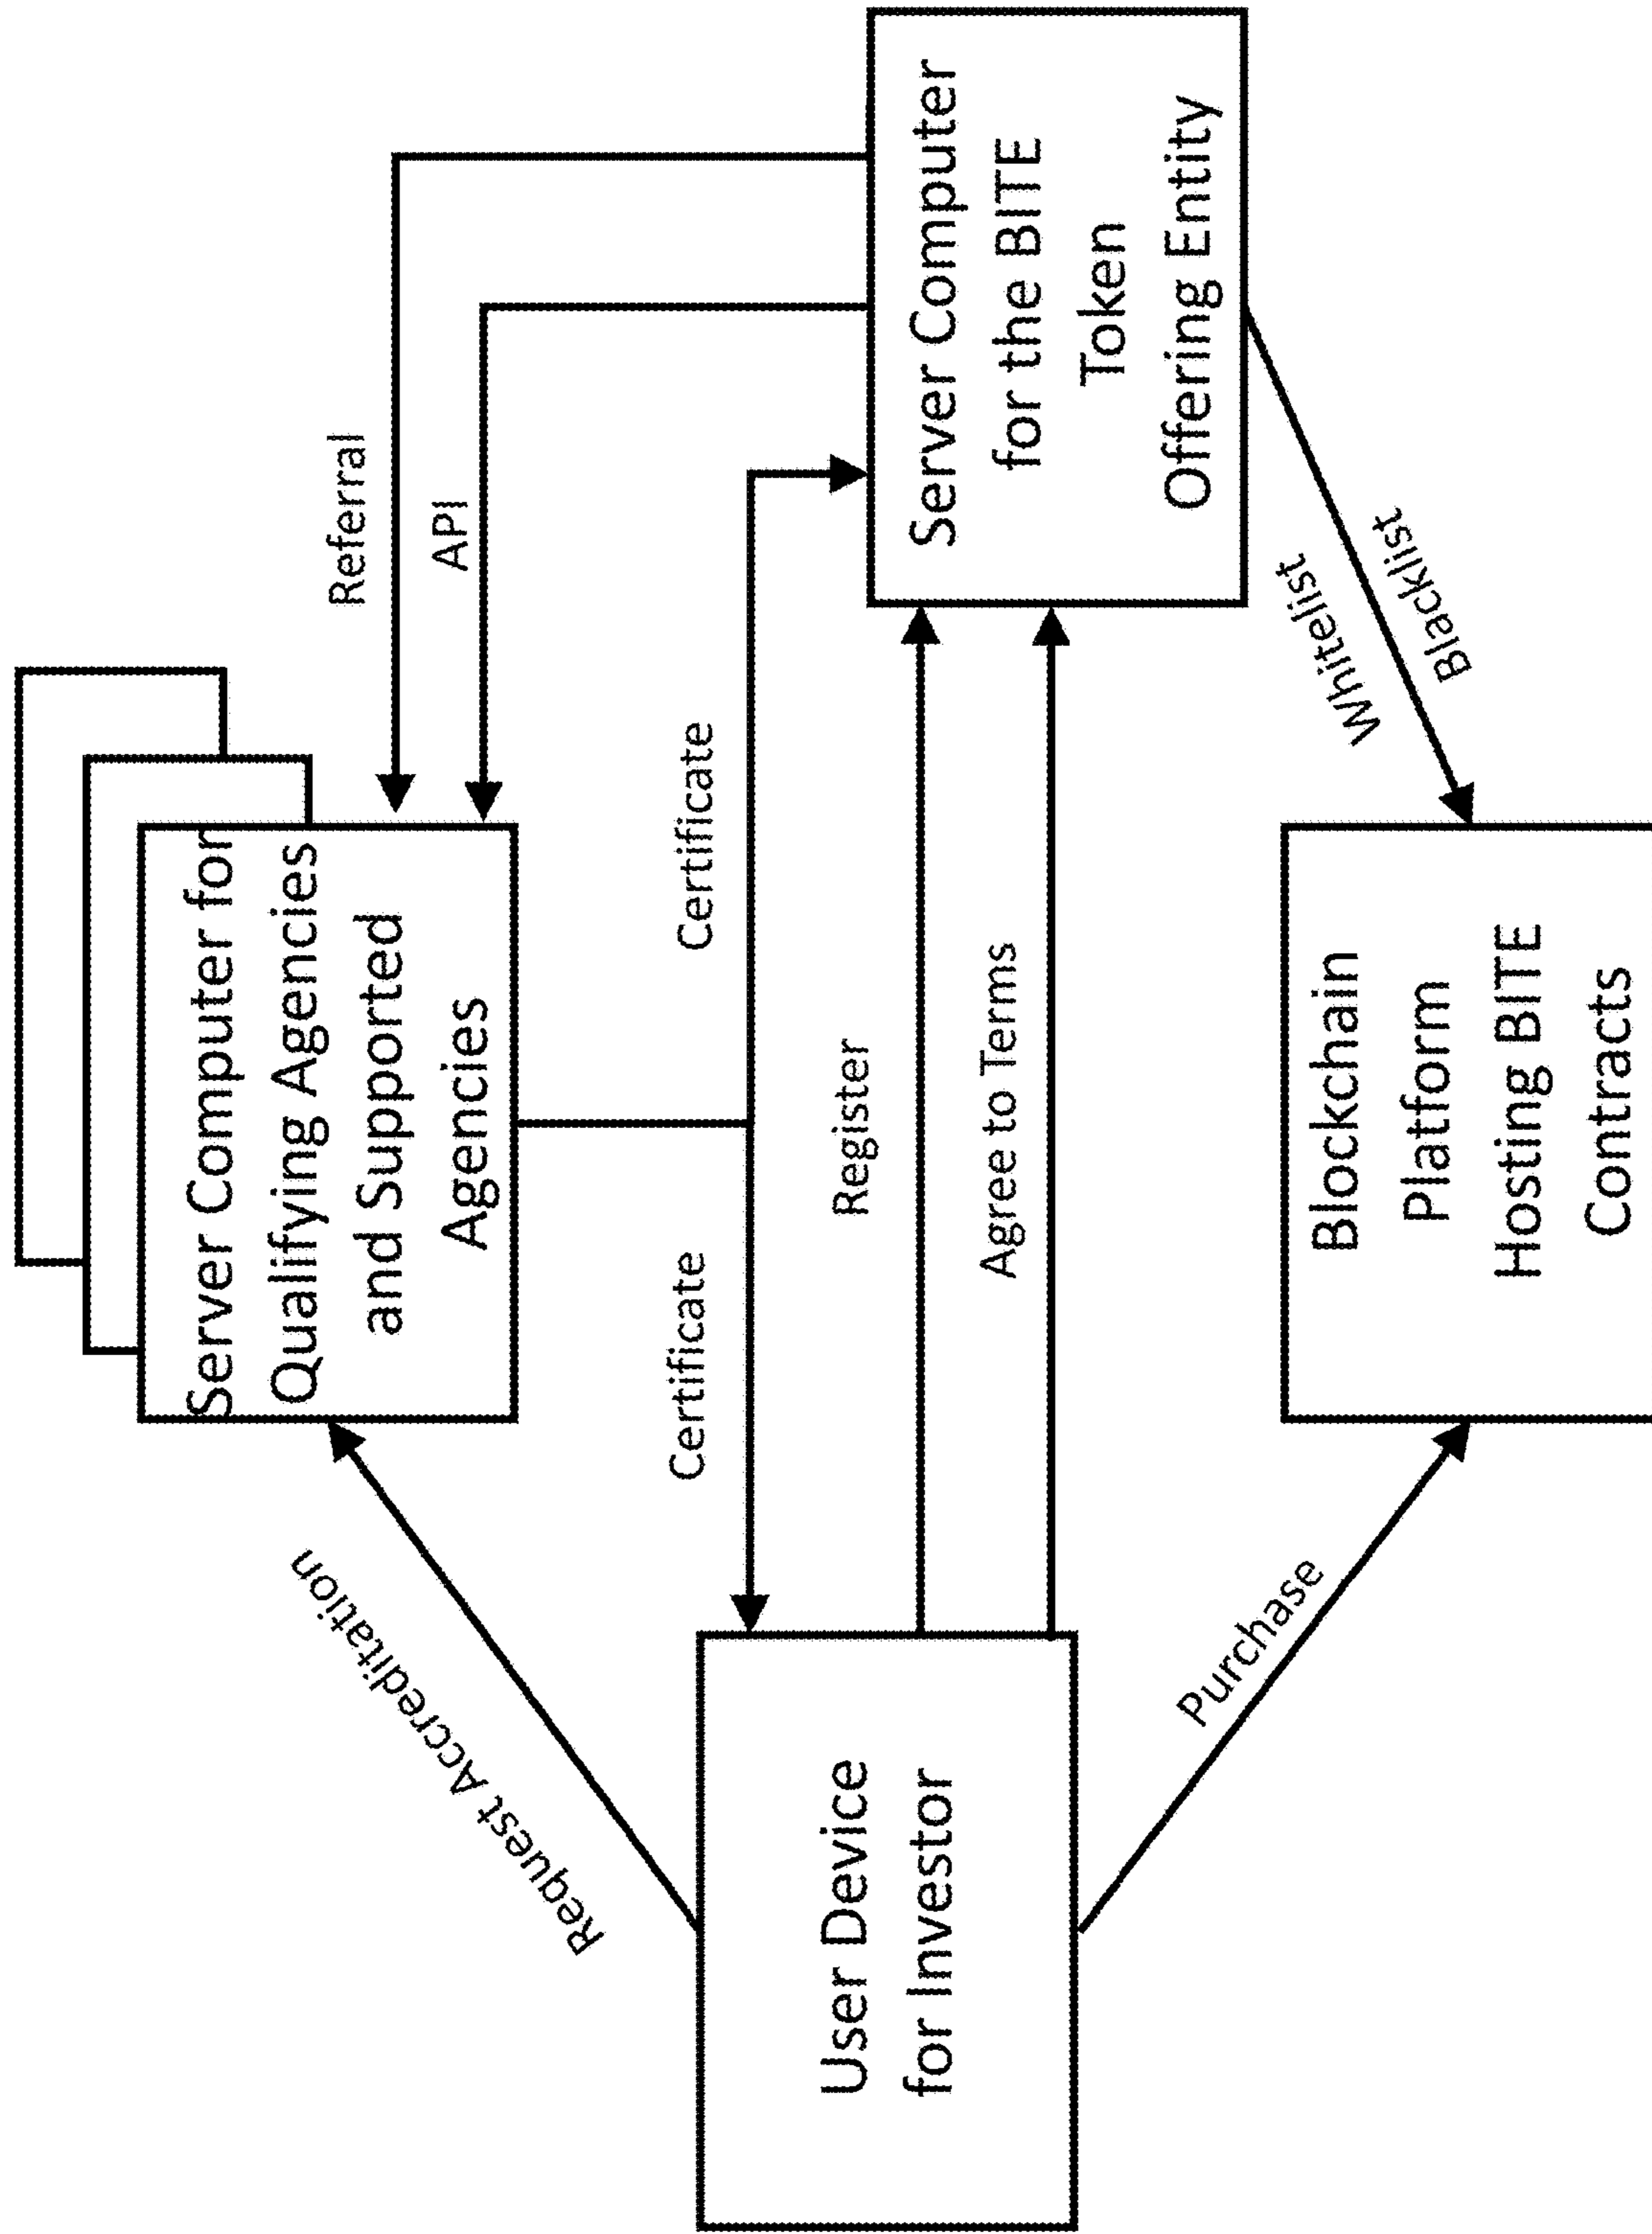 Server Computer for
Qualifying Agencies
and Supported
Agencies
Referral
API
Request Accreditation
Certificate
Certificate
User Device
for Investor
Register
Agree to Terms
Server Computer
for the BITE
Token
Offering Entity
Purchase
Whitelist
Blacklist
Blockchain
Platform
Hosting BITE
Contracts